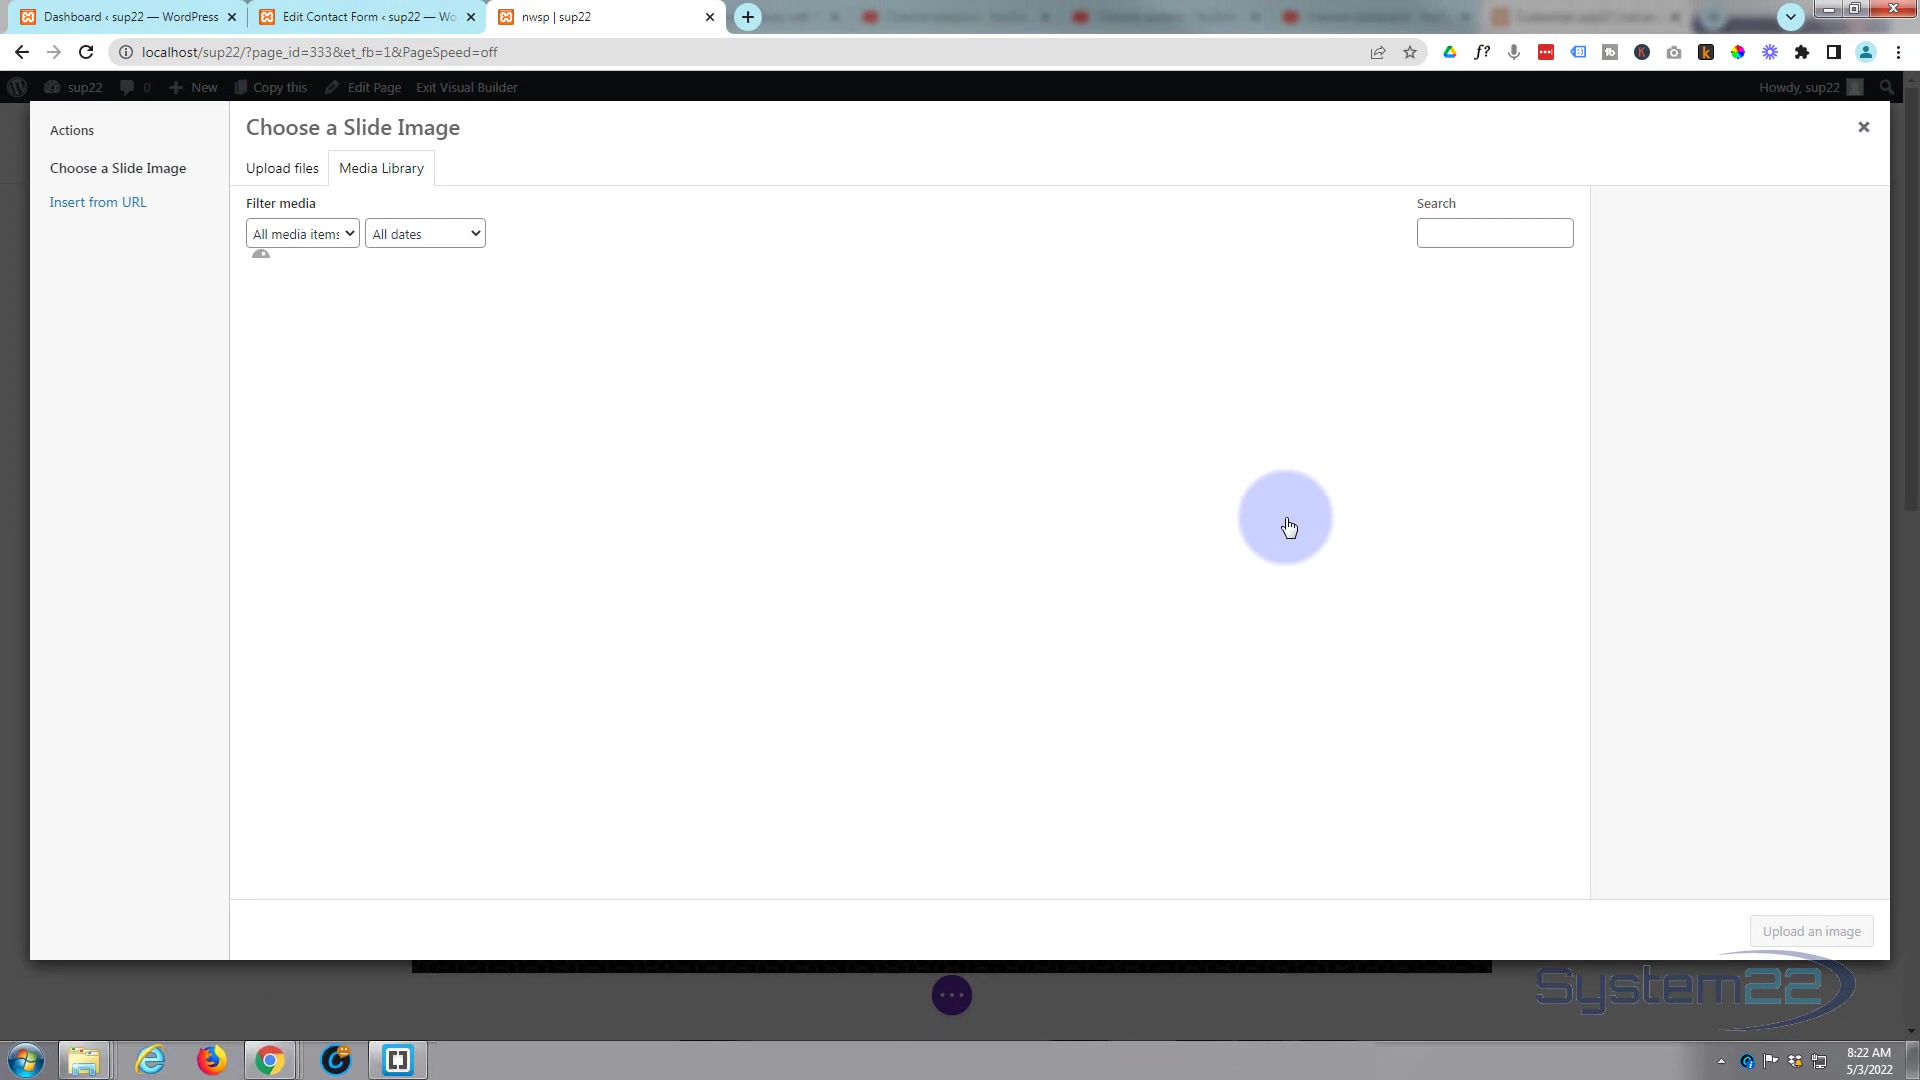 Dashboard ‹ sup22 — WordPress
Edit Contact Form ‹ sup22 — Wo
nwsp | sup22
localhost/sup22/?page_id=333&et_fb=1&PageSpeed=off
sup22
0
New
Copy this
Edit Page
Exit Visual Builder
Howdy, sup22
Actions
Choose a Slide Image
Insert from URL
Choose a Slide Image
Upload files
Media Library
Filter media
All media items
All dates
Search
Upload an image
System22
8:22 AM
5/3/2022